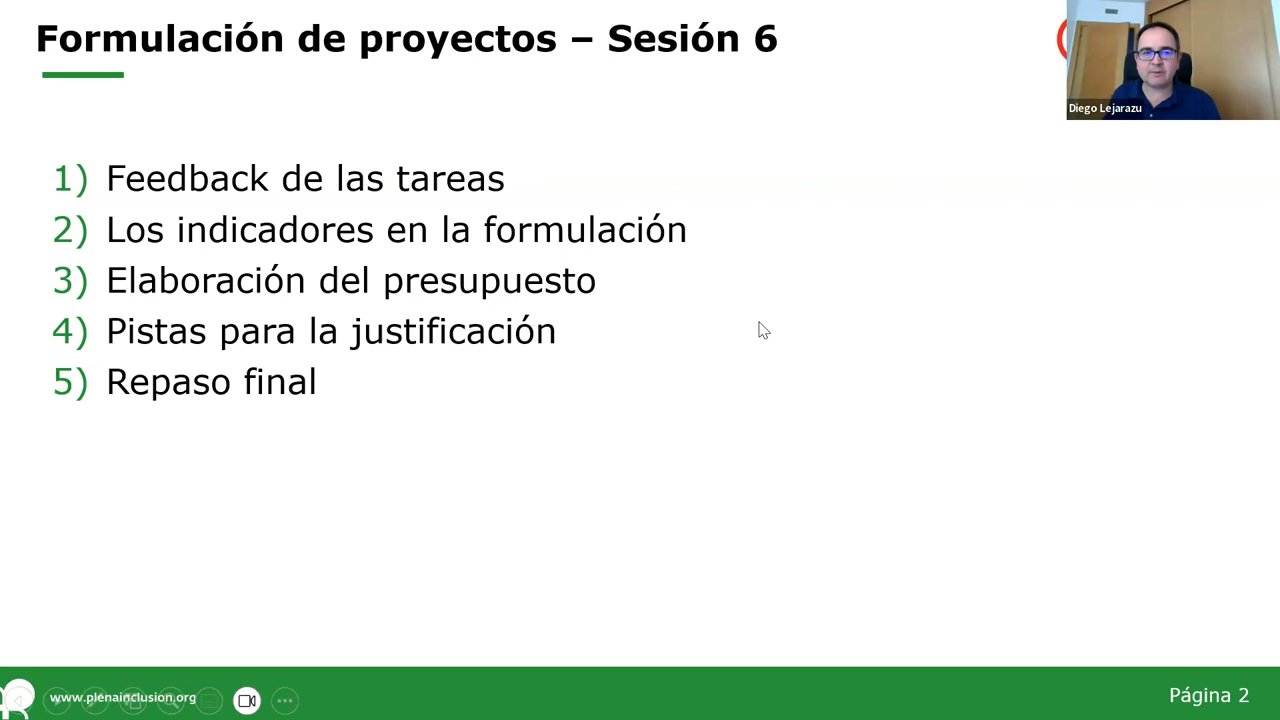 Formulación de proyectos – Sesión 6
Diego Lejarazu
1) Feedback de las tareas
2) Los indicadores en la formulación
3) Elaboración del presupuesto
4) Pistas para la justificación
5) Repaso final
www.plenainclusion.org
Página 2